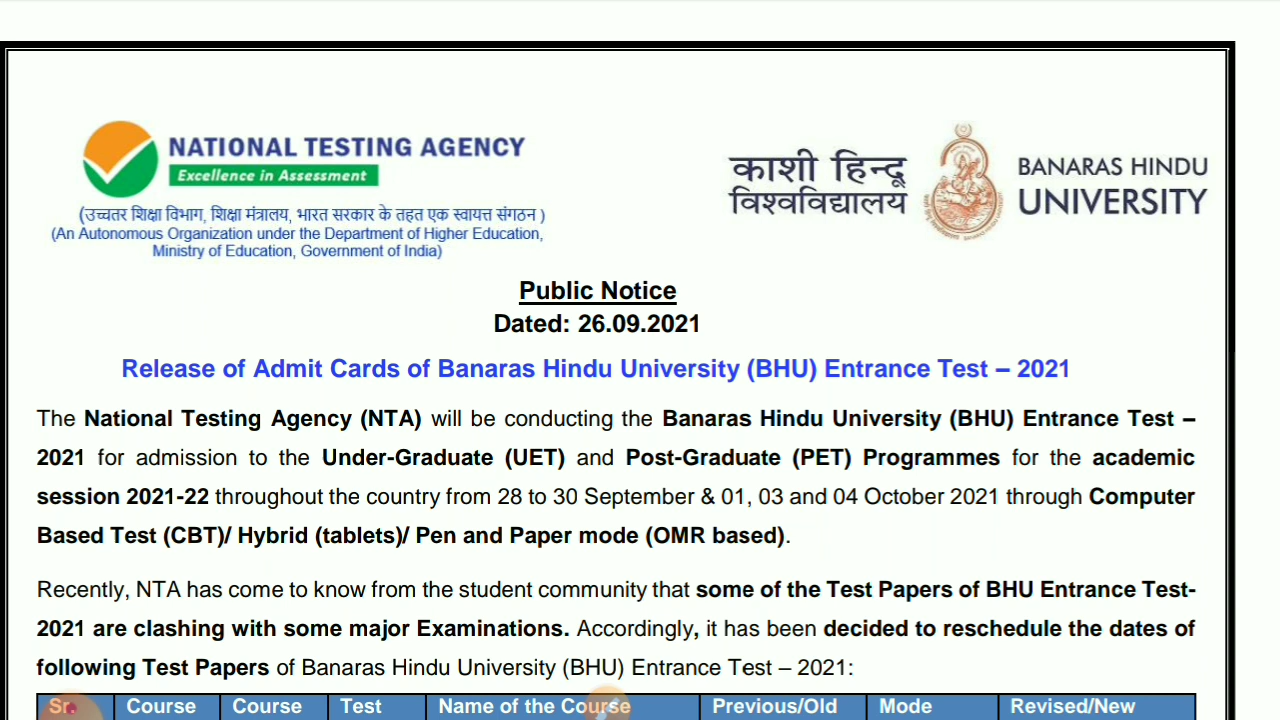 NATIONAL TESTING AGENCY
Excellence in Assessment
(उच्चतर शिक्षा विभाग, शिक्षा मंत्रालय, भारत सरकार के तहत एक स्वायत्त संगठन )
(An Autonomous Organization under the Department of Higher Education,
Ministry of Education, Government of India)
काशी हिन्दू
विश्वविद्यालय
BANARAS HINDU
UNIVERSITY
Public Notice
Dated: 26.09.2021
Release of Admit Cards of Banaras Hindu University (BHU) Entrance Test – 2021
The National Testing Agency (NTA) will be conducting the Banaras Hindu University (BHU) Entrance Test –
2021 for admission to the Under-Graduate (UET) and Post-Graduate (PET) Programmes for the academic
session 2021-22 throughout the country from 28 to 30 September & 01, 03 and 04 October 2021 through Computer
Based Test (CBT)/ Hybrid (tablets)/ Pen and Paper mode (OMR based).
Recently, NTA has come to know from the student community that some of the Test Papers of BHU Entrance Test-
2021 are clashing with some major Examinations. Accordingly, it has been decided to reschedule the dates of
following Test Papers of Banaras Hindu University (BHU) Entrance Test – 2021:
Sr. Course Course Test Name of the Course Previous/Old Mode Revised/New